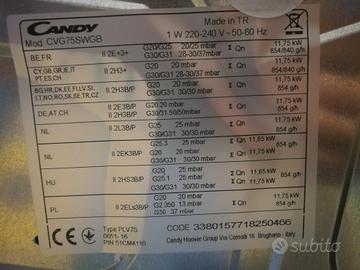 CANDY
Made in TR
Mod. CVG75SWGB
1 W 220-240 V ~ 50-60 Hz
BE,FR II 2E+3+ G20/G25 20/25 mbar G30/G31 28-30/37 mbar Σ Qn 11,75 kW 854/840 g/h
CY,GB,GR,IE,IT PT,ES,CH II 2H3+ G20 20 mbar G30/G31 28-30/37 mbar Σ Qn 11,75 kW 854/840 g/h
BG,HR,DK,EE,FI,LV,SI, LT,NO,RS,SK,SE,TR,CZ II 2H3B/P G20 20 mbar G30/G31 30/30 mbar Σ Qn 11,75 kW 854 g/h
DE,AT,CH II 2E3B/P II 2H3B/P G20 20 mbar G30/G31 50/50 mbar Σ Qn 11,75 kW 854 g/h
NL II 2L3B/P G25 25 mbar G30/G31 30/30 mbar Σ Qn 11,75 kW 854 g/h
NL II 2EK3B/P G25.3 25 mbar G20 20 mbar G30/G31 30/30 mbar Σ Qn 11,65 kW 11,75 kW 854 g/h
HU II 2HS3B/P G20 25 mbar G25.1 25 mbar G30/G31 30/30 mbar Σ Qn 11,75 kW 11,65 kW 854 g/h
PL II 2ELs3B/P G20 20 mbar G2.350 13 mbar G30 37 mbar Σ Qn 11,75 kW 854 g/h
Type PLV7S
0051- 16
PIN 51CM4110
CODE 3380157718250466
Candy Hoover Group Via Comolli 16 Brugherio - Italy
subito